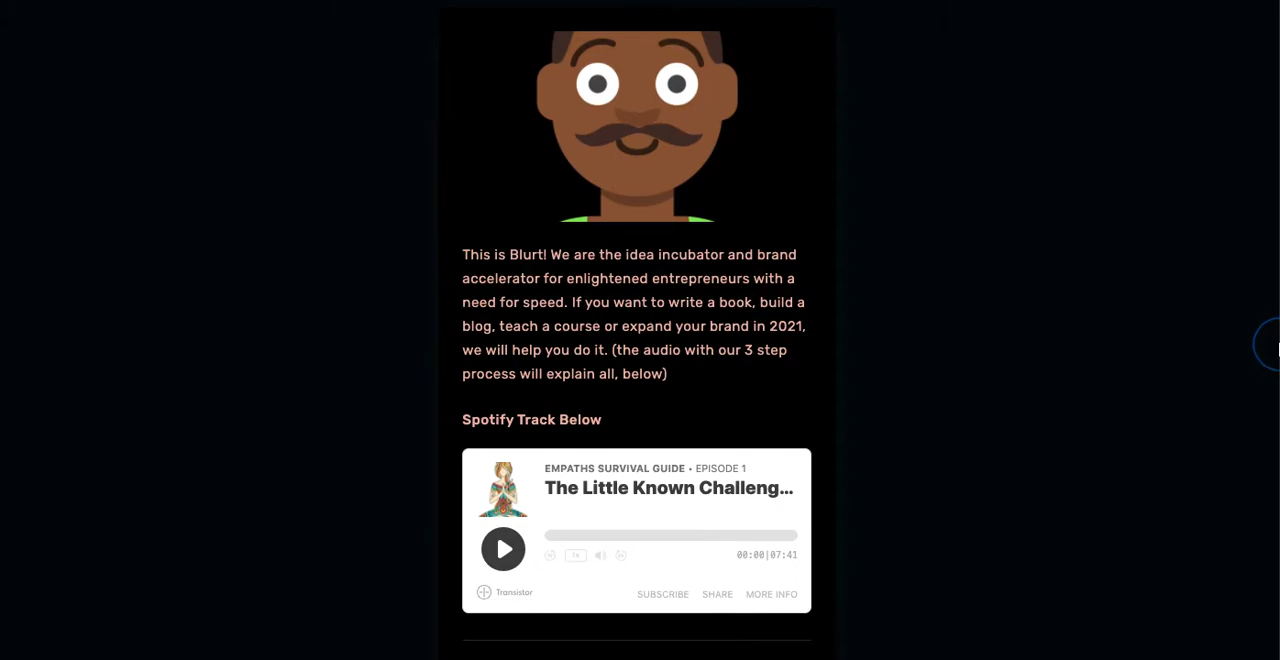 This is Blurt! We are the idea incubator and brand
accelerator for enlightened entrepreneurs with a
need for speed. If you want to write a book, build a
blog, teach a course or expand your brand in 2021,
we will help you do it. (the audio with our 3 step
process will explain all, below)
Spotify Track Below
EMPATHS SURVIVAL GUIDE • EPISODE 1
The Little Known Challeng...
1x
00:00|07:41
Transistor
SUBSCRIBE SHARE MORE INFO